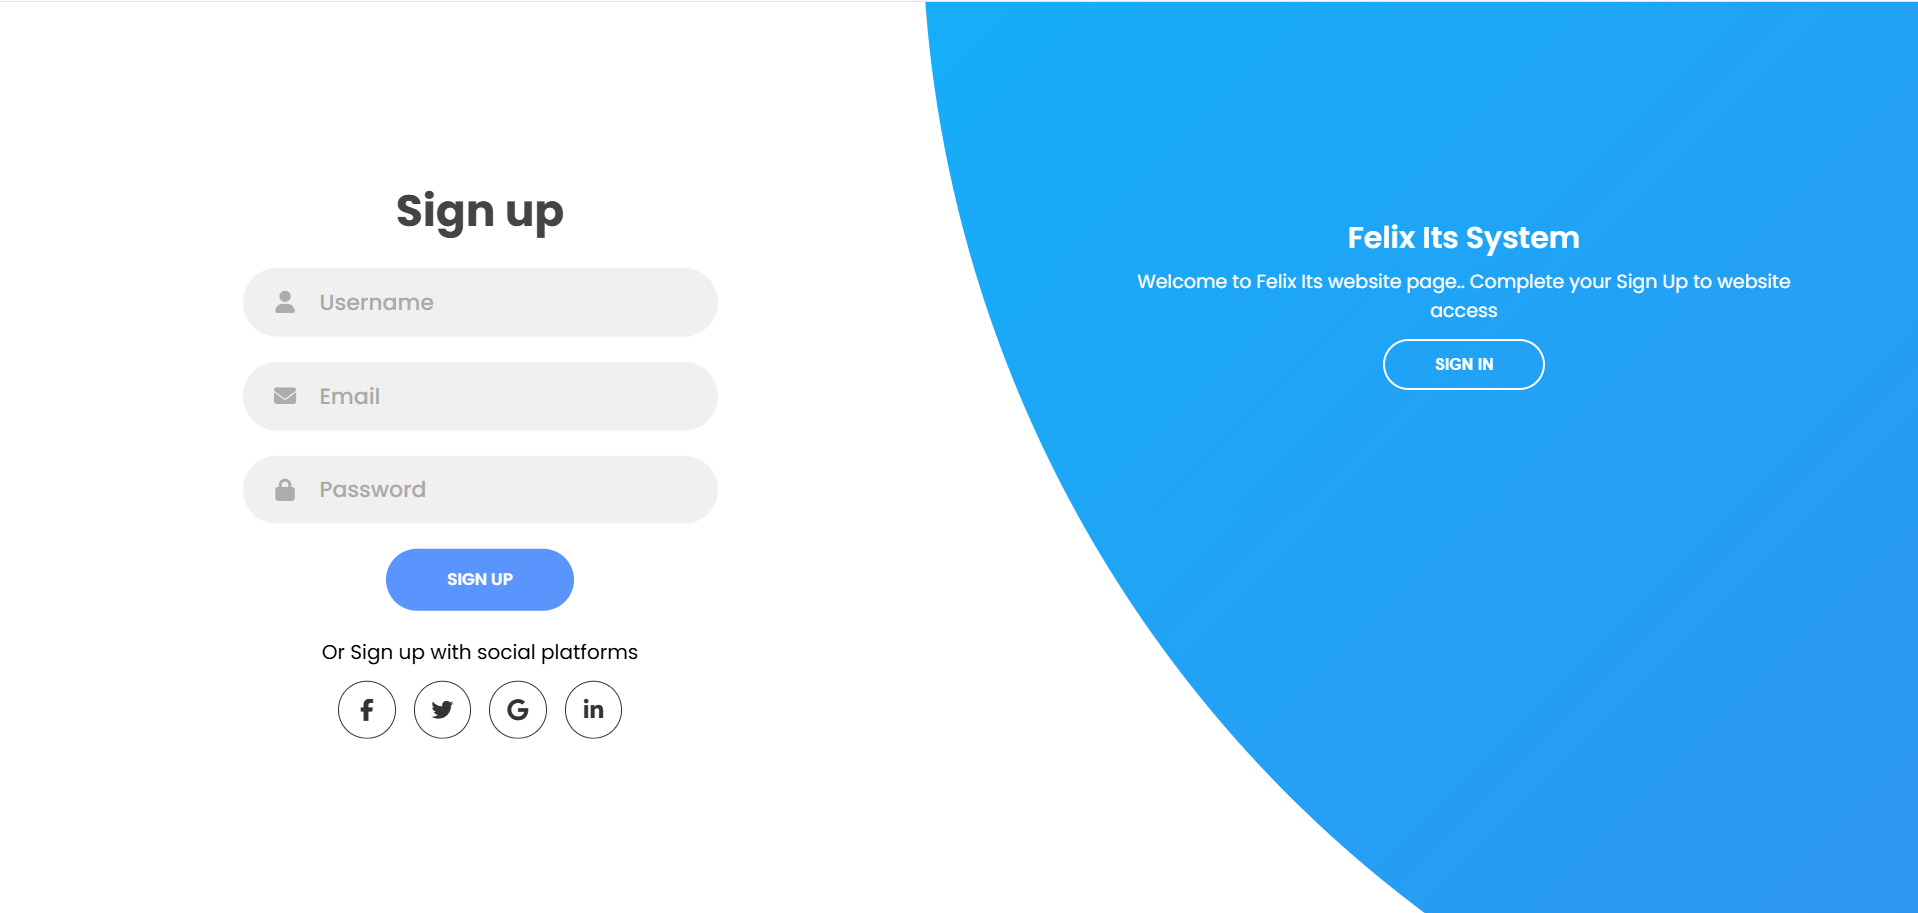 Sign up
Username
Email
Password
SIGN UP
Or Sign up with social platforms
Felix Its System
Welcome to Felix Its website page.. Complete your Sign Up to website
access
SIGN IN